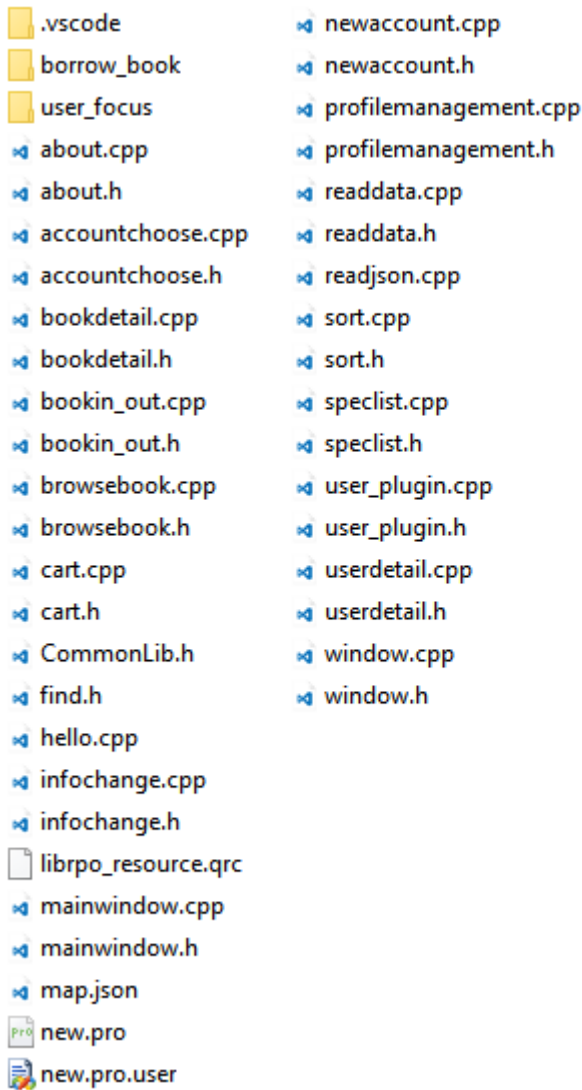 .vscode
borrow_book
user_focus
about.cpp
about.h
accountchoose.cpp
accountchoose.h
bookdetail.cpp
bookdetail.h
bookin_out.cpp
bookin_out.h
browsebook.cpp
browsebook.h
cart.cpp
cart.h
CommonLib.h
find.h
hello.cpp
infochange.cpp
infochange.h
librpo_resource.qrc
mainwindow.cpp
mainwindow.h
map.json
Pro new.pro
new.pro.user
newaccount.cpp
newaccount.h
profilemanagement.cpp
profilemanagement.h
readdata.cpp
readdata.h
readjson.cpp
sort.cpp
sort.h
speclist.cpp
speclist.h
user_plugin.cpp
user_plugin.h
userdetail.cpp
userdetail.h
window.cpp
window.h